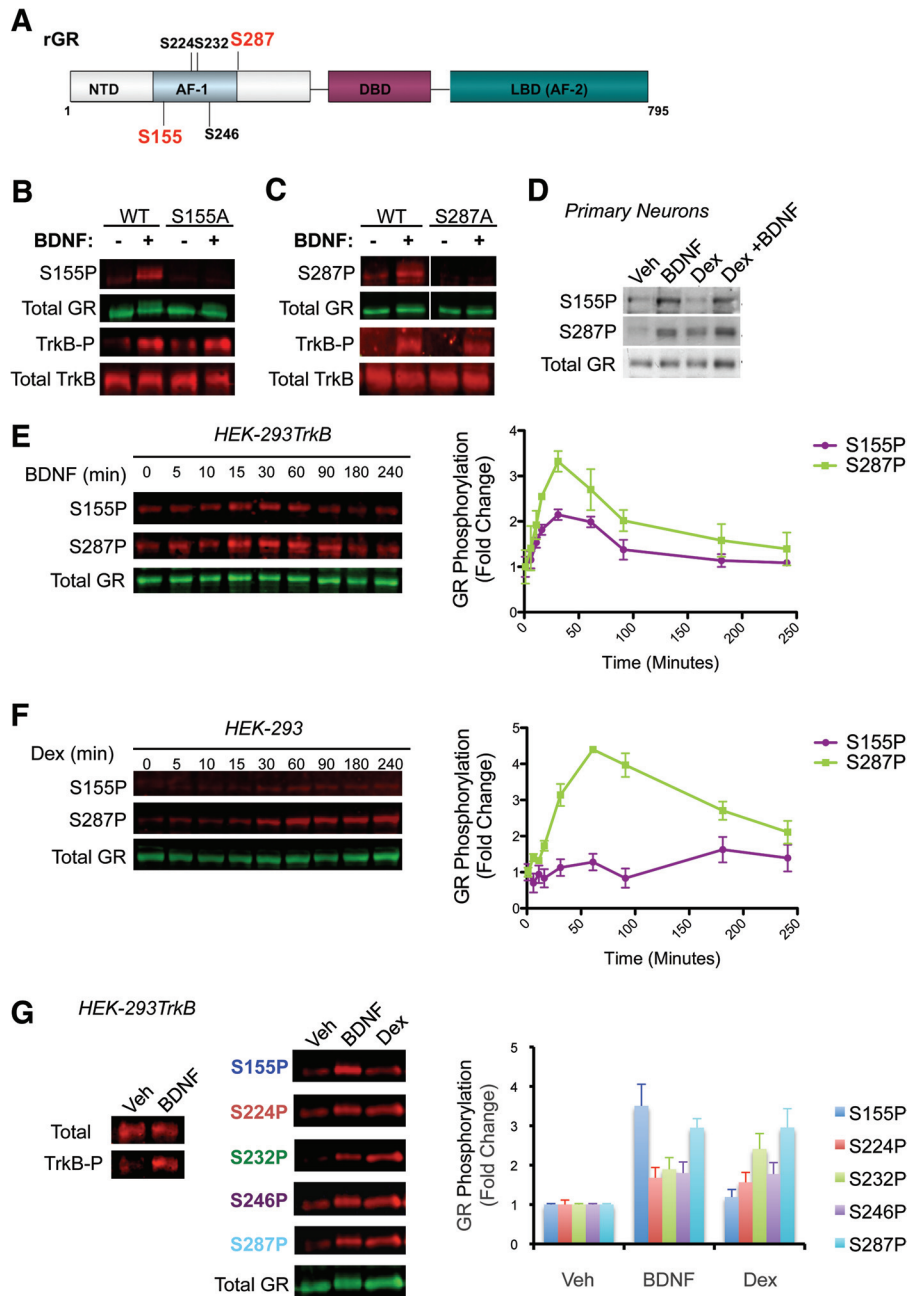 A
rGR
S224 S232 S287
NTD AF-1 DBD LBD (AF-2)
1 795
S155 S246
B
WT S155A
BDNF: - + - +
S155P
Total GR
TrkB-P
Total TrkB
C
WT S287A
BDNF: - + - +
S287P
Total GR
TrkB-P
Total TrkB
D
Primary Neurons
Veh BDNF Dex Dex +BDNF
S155P
S287P
Total GR
E
HEK-293TrkB
BDNF (min) 0 5 10 15 30 60 90 180 240
S155P
S287P
Total GR
GR Phosphorylation
(Fold Change)
4
3
2
1
0
0 50 100 150 200 250
Time (Minutes)
S155P
S287P
F
HEK-293
Dex (min) 0 5 10 15 30 60 90 180 240
S155P
S287P
Total GR
GR Phosphorylation
(Fold Change)
5
4
3
2
1
0
0 50 100 150 200 250
Time (Minutes)
S155P
S287P
G
HEK-293TrkB
Veh BDNF
Total
TrkB-P
Veh BDNF Dex
S155P
S224P
S232P
S246P
S287P
Total GR
GR Phosphorylation
(Fold Change)
5
4
3
2
1
0
Veh BDNF Dex
S155P
S224P
S232P
S246P
S287P